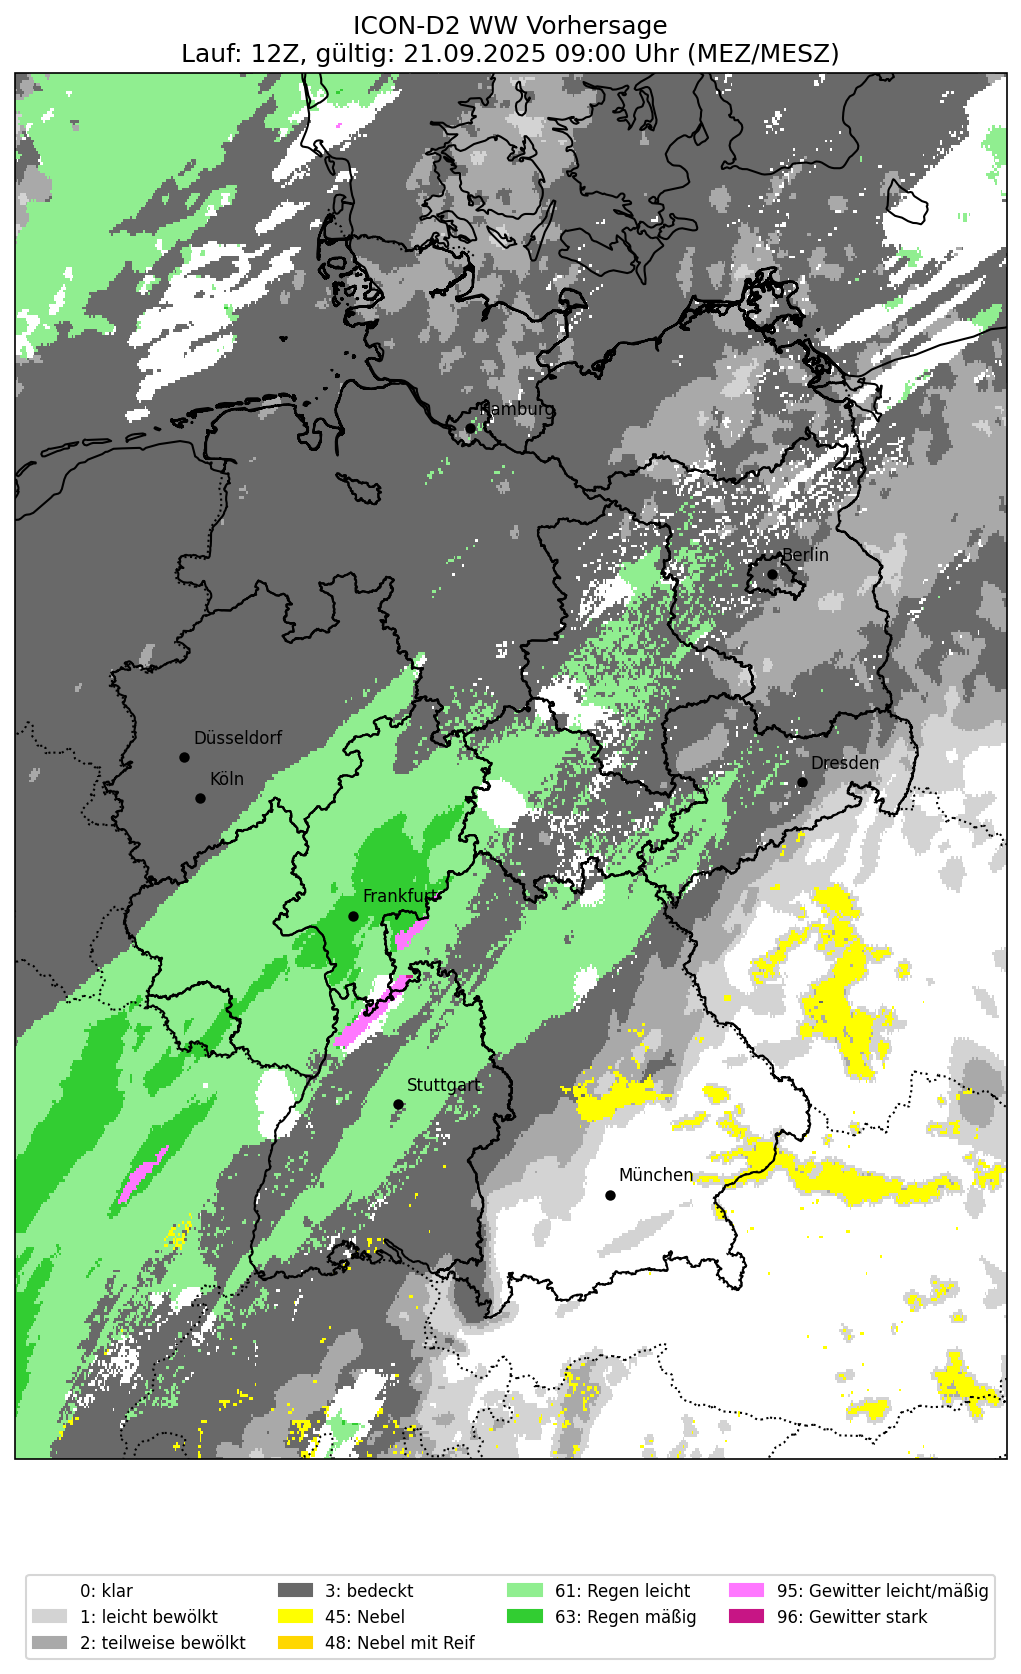 ICON-D2 WW Vorhersage
Lauf: 12Z, gültig: 21.09.2025 09:00 Uhr (MEZ/MESZ)
Hamburg
Berlin
Düsseldorf
Köln
Dresden
Frankfurt
Stuttgart
München
0: klar
1: leicht bewölkt
2: teilweise bewölkt
3: bedeckt
45: Nebel
48: Nebel mit Reif
61: Regen leicht
63: Regen mäßig
95: Gewitter leicht/mäßig
96: Gewitter stark